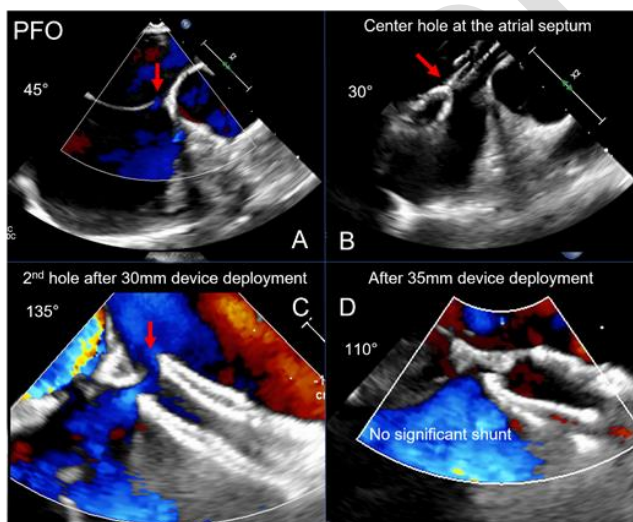 PFO
45°
A
Center hole at the atrial septum
30°
B
2nd hole after 30mm device deployment
135°
C
After 35mm device deployment
D
110°
No significant shunt